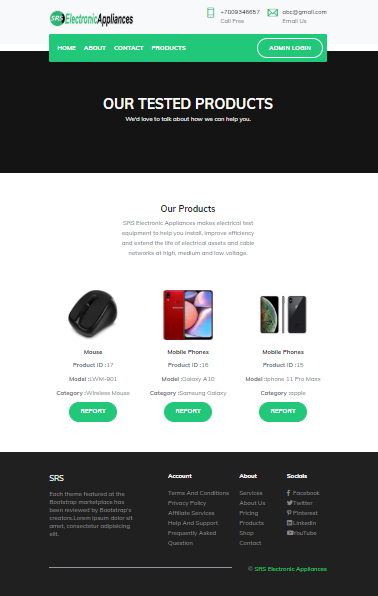 SRS ElectronicAppliances
+7009348657
Call Free
abc@gmail.com
Email Us
HOME ABOUT CONTACT PRODUCTS ADMIN LOGIN
OUR TESTED PRODUCTS
We'd love to talk about how we can help you.
Our Products
SRS Electronic Appliances makes electrical test
equipment to help you install, improve efficiency
and extend the life of electrical assets and cable
networks at high, medium and low voltage.
Mouse
Product ID :17
Model :LWM-901
Category :Wireless Mouse
REPORT
Mobile Phones
Product ID :16
Model :Galaxy A10
Category :Samsung Galaxy
REPORT
Mobile Phones
Product ID :15
Model :Iphone 11 Pro Maxx
Category :apple
REPORT
SRS
Each theme featured at the
Bootstrap marketplace has
been reviewed by Bootstrap's
creators.Lorem ipsum dolor sit
amet, consectetur adipisicing
elit.
Account
Terms And Conditions
Privacy Policy
Affiliate Services
Help And Support
Frequently Asked
Question
About
Services
About Us
Pricing
Products
Shop
Contact
Socials
Facebook
Twitter
Pinterest
Linkedin
YouTube
© SRS Electronic Appliances